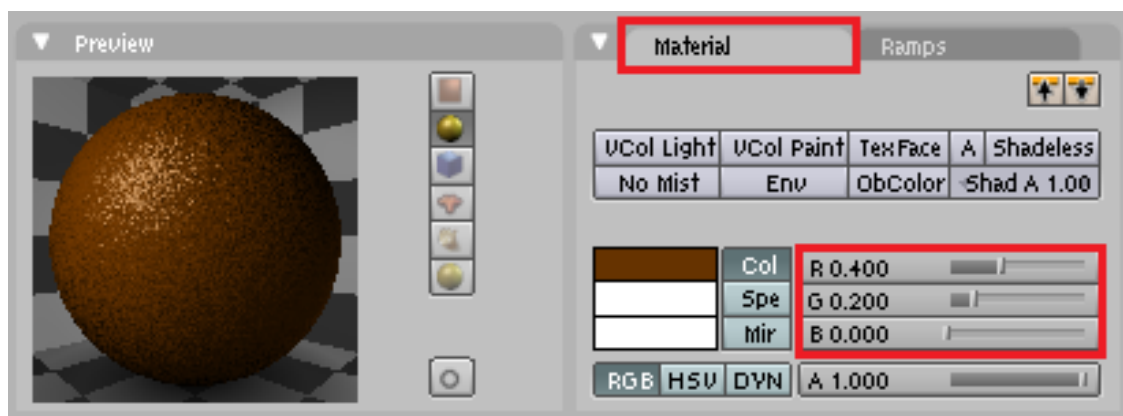 Preview
Material Ramps
VCol Light VCol Paint TexFace A Shadeless
No Mist Env ObColor Shad A 1.00
Col R 0.400
Spe G 0.200
Mir B 0.000
RGB HSV DYN A 1.000